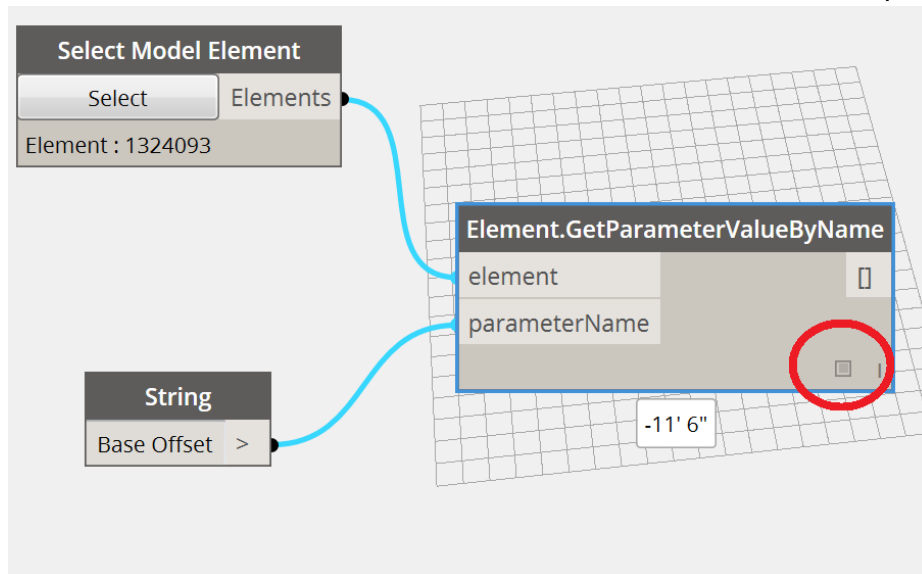 Select Model Element
Select
Elements
Element : 1324093
Element.GetParameterValueByName
element
[]
parameterName
-11' 6"
String
Base Offset >